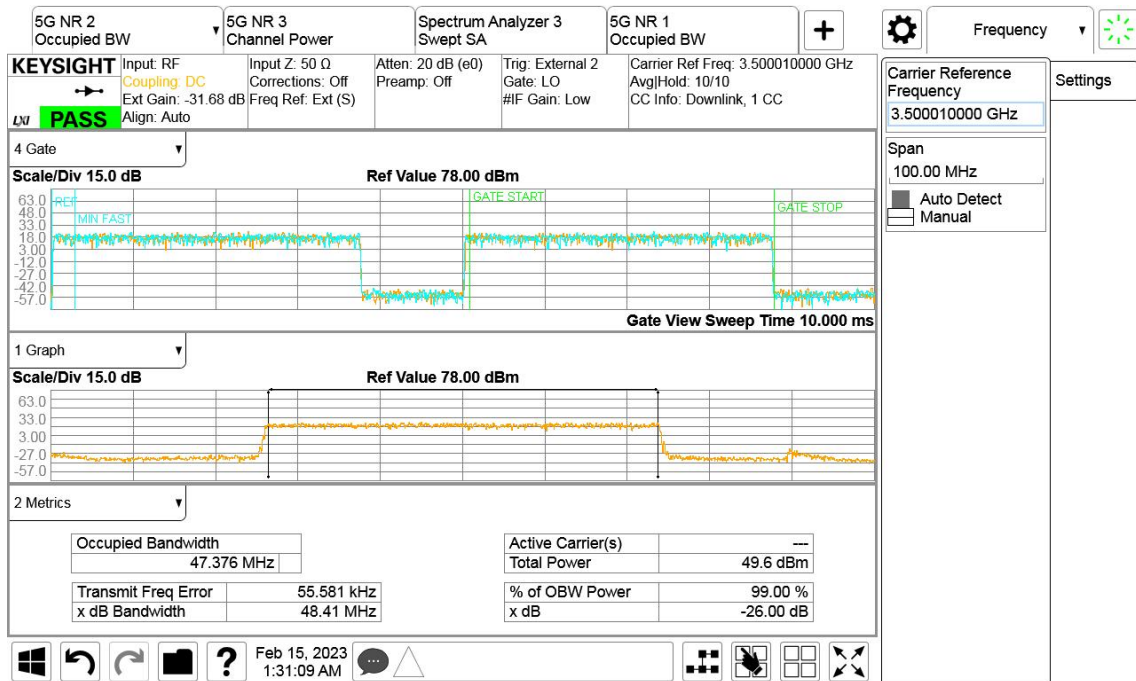 5G NR 2
Occupied BW
5G NR 3
Channel Power
Spectrum Analyzer 3
Swept SA
5G NR 1
Occupied BW
+
Frequency
KEYSIGHT
LXI
PASS
Input: RF
Coupling: DC
Ext Gain: -31.68 dB
Align: Auto
Input Z: 50 Ω
Corrections: Off
Freq Ref: Ext (S)
Atten: 20 dB (e0)
Preamp: Off
Trig: External 2
Gate: LO
#IF Gain: Low
Carrier Ref Freq: 3.500010000 GHz
Avg|Hold: 10/10
CC Info: Downlink, 1 CC
Carrier Reference
Frequency
3.500010000 GHz
Settings
Span
100.00 MHz
Auto Detect
Manual
4 Gate
Scale/Div 15.0 dB
Ref Value 78.00 dBm
63.0
48.0
33.0
18.0
3.00
-12.0
-27.0
-42.0
-57.0
REF
MIN FAST
GATE START
GATE STOP
Gate View Sweep Time 10.000 ms
1 Graph
Scale/Div 15.0 dB
Ref Value 78.00 dBm
63.0
33.0
3.00
-27.0
-57.0
2 Metrics
Occupied Bandwidth
47.376 MHz
Transmit Freq Error 55.581 kHz
x dB Bandwidth 48.41 MHz
Active Carrier(s) ---
Total Power 49.6 dBm
% of OBW Power 99.00 %
x dB -26.00 dB
?
Feb 15, 2023
1:31:09 AM